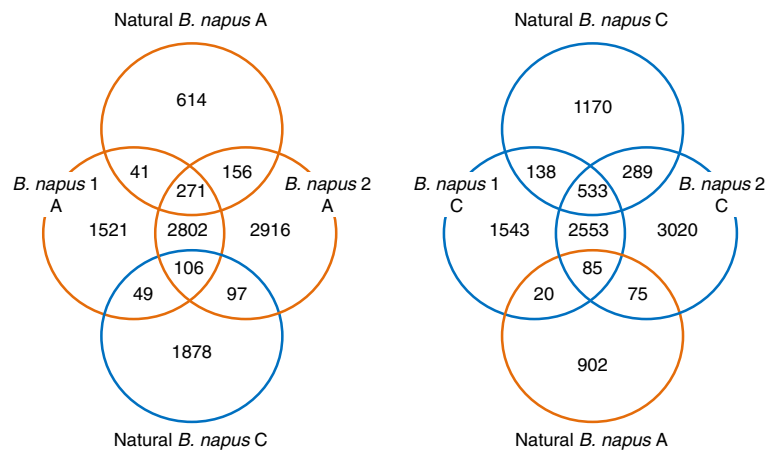 Natural B. napus A
614
41
156
271
B. napus 1
A
B. napus 2
A
1521
2802
2916
106
49
97
1878
Natural B. napus C
Natural B. napus C
1170
138
289
533
B. napus 1
C
B. napus 2
C
1543
2553
3020
85
20
75
902
Natural B. napus A